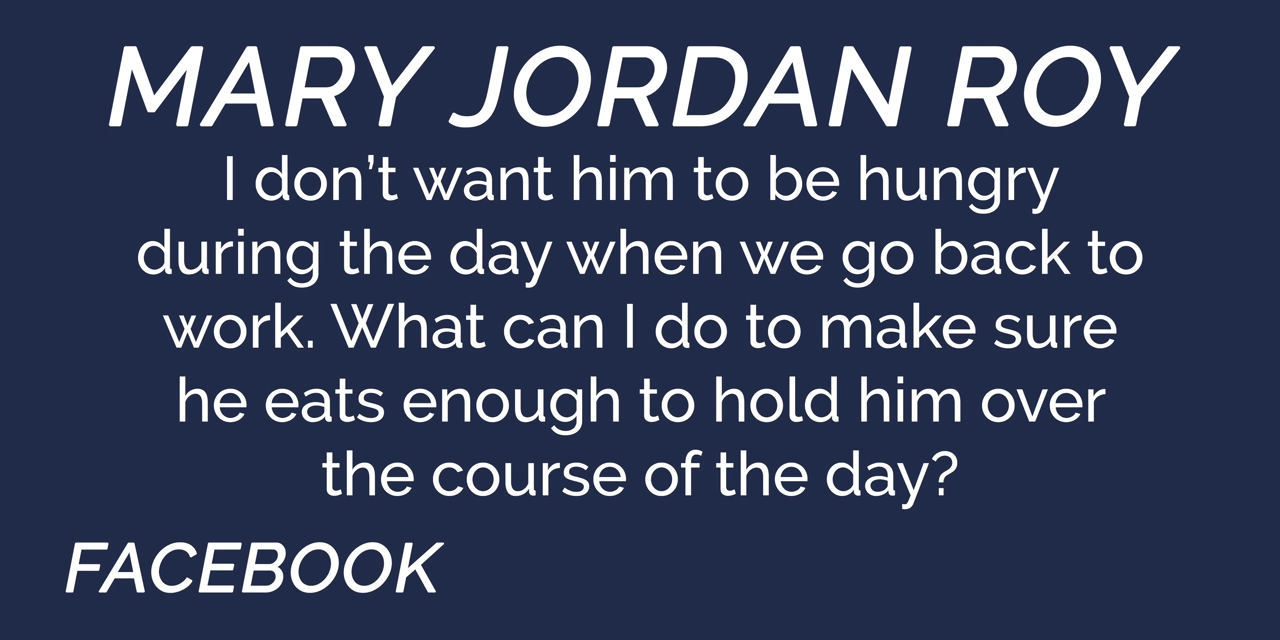 MARY JORDAN ROY
I don’t want him to be hungry
during the day when we go back to
work. What can I do to make sure
he eats enough to hold him over
the course of the day?
FACEBOOK